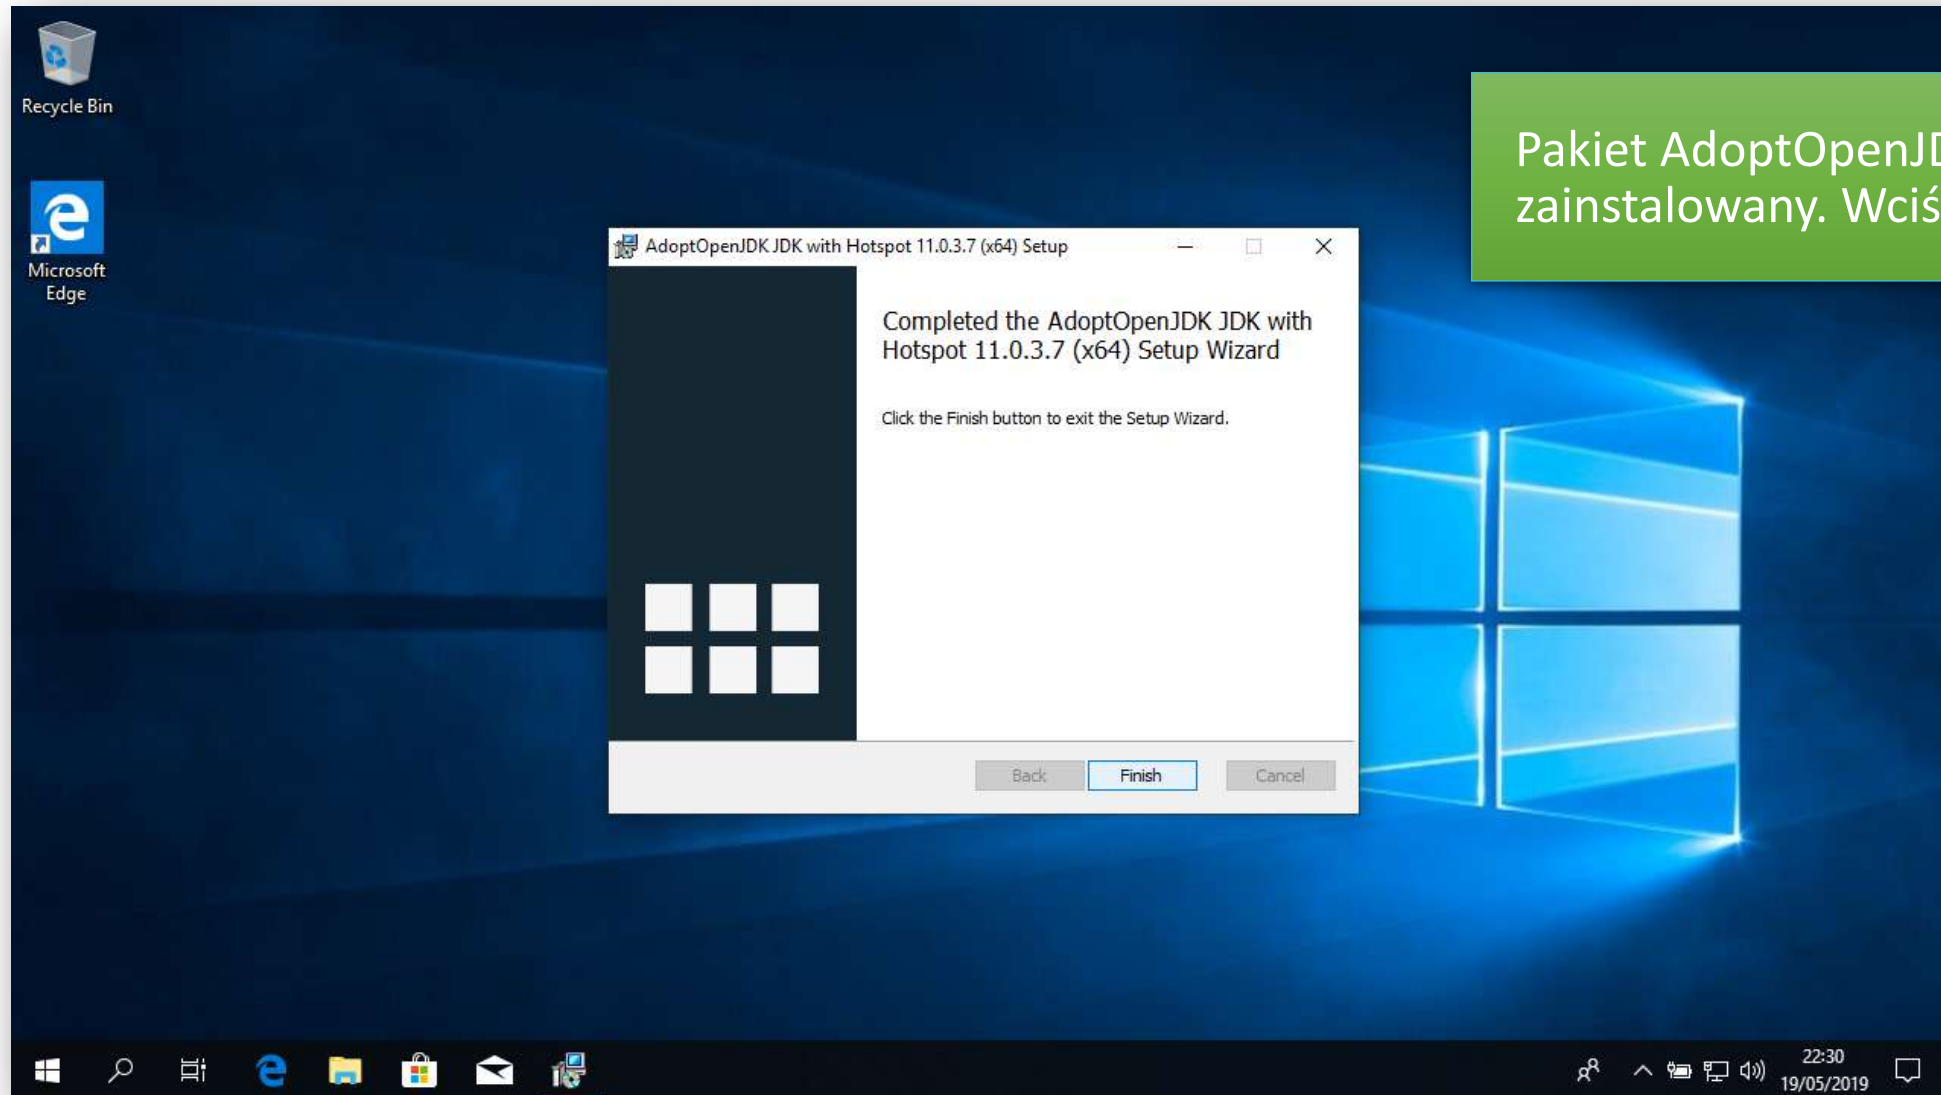 Recycle Bin
Microsoft
Edge
Pakiet
zainstalowany.
AdoptOpenJDK JDK with Hotspot 11.0.3.7 (x64) Setup
Completed the AdoptOpenJDK JDK with
Hotspot 11.0.3.7 (x64) Setup Wizard
Click the Finish button to exit the Setup Wizard.
Back
Finish
Cancel
22:30
19/05/2019